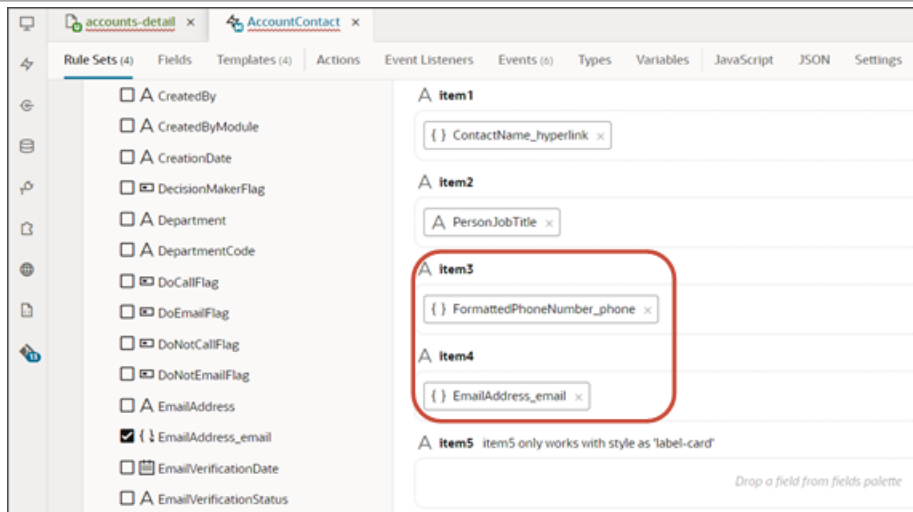 accounts-detail × AccountContact ×
Rule Sets (4) Fields Templates (4) Actions Event Listeners Events (6) Types Variables JavaScript JSON Settings
CreatedBy
CreatedByModule
CreationDate
DecisionMakerFlag
Department
DepartmentCode
DoCallFlag
DoEmailFlag
DoNotCallFlag
DoNotEmailFlag
EmailAddress
EmailAddress_email
EmailVerificationDate
EmailVerificationStatus
item1
{ } ContactName_hyperlink ×
item2
A PersonJobTitle ×
item3
{ } FormattedPhoneNumber_phone ×
item4
{ } EmailAddress_email ×
item5 item5 only works with style as 'label-card'
Drop a field from fields palette
15